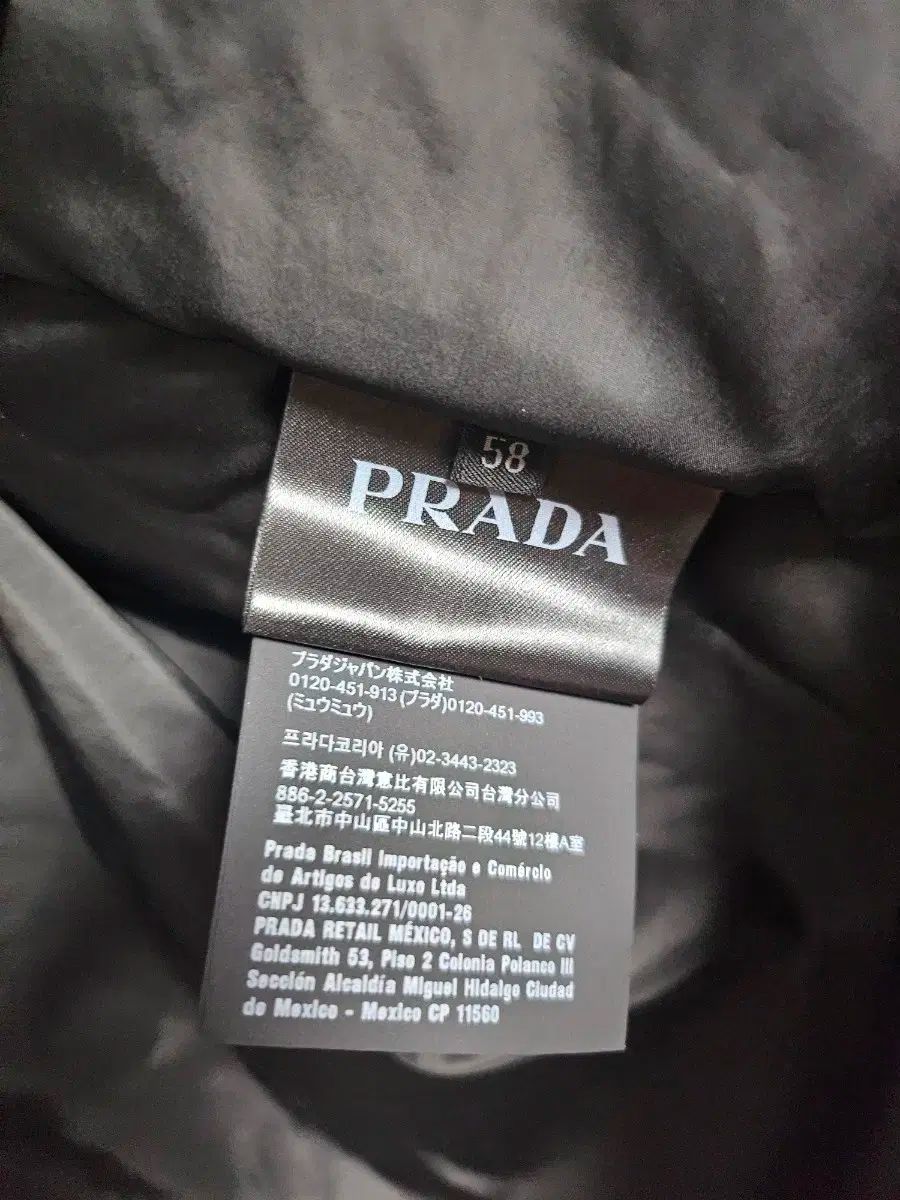 58
PRADA
プラダジャパン株式会社
0120-451-913 (プラダ)0120-451-993
(ミュウミュウ)
프라다코리아 (유)02-3443-2323
香港商台灣意比有限公司台灣分公司
886-2-2571-5255
臺北市中山區中山北路二段44號12樓A室
Prada Brasil Importação e Comércio
de Artigos de Luxo Ltda
CNPJ 13.633.271/0001-26
PRADA RETAIL MÉXICO, S DE RL DE CV
Goldsmith 53, Piso 2 Colonia Polanco III
Sección Alcaldía Miguel Hidalgo Ciudad
de Mexico - Mexico CP 11560